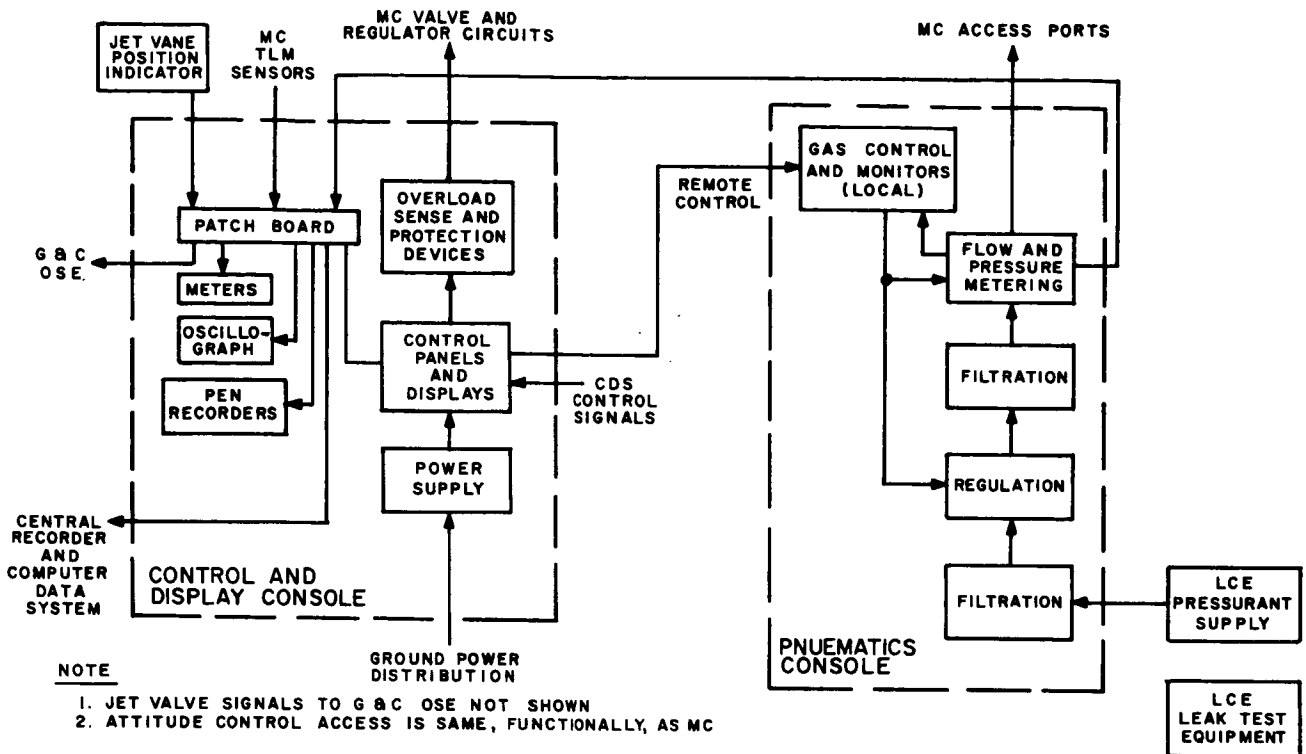 JET VANE
POSITION
INDICATOR
MC
TLM
SENSORS
MC VALVE AND
REGULATOR CIRCUITS
MC ACCESS PORTS
PATCH BOARD
G & C
OSE.
METERS
OSCILLO-
GRAPH
PEN
RECORDERS
OVERLOAD
SENSE AND
PROTECTION
DEVICES
CONTROL
PANELS
AND
DISPLAYS
POWER
SUPPLY
REMOTE
CONTROL
CDS
CONTROL
SIGNALS
GAS CONTROL
AND MONITORS
(LOCAL)
FLOW AND
PRESSURE
METERING
FILTRATION
REGULATION
FILTRATION
LCE
PRESSURANT
SUPPLY
CENTRAL
RECORDER
AND
COMPUTER
DATA
SYSTEM
CONTROL AND
DISPLAY CONSOLE
GROUND POWER
DISTRIBUTION
PNUEMATICS
CONSOLE
LCE
LEAK TEST
EQUIPMENT
NOTE
1. JET VALVE SIGNALS TO G & C OSE NOT SHOWN
2. ATTITUDE CONTROL ACCESS IS SAME, FUNCTIONALLY, AS MC